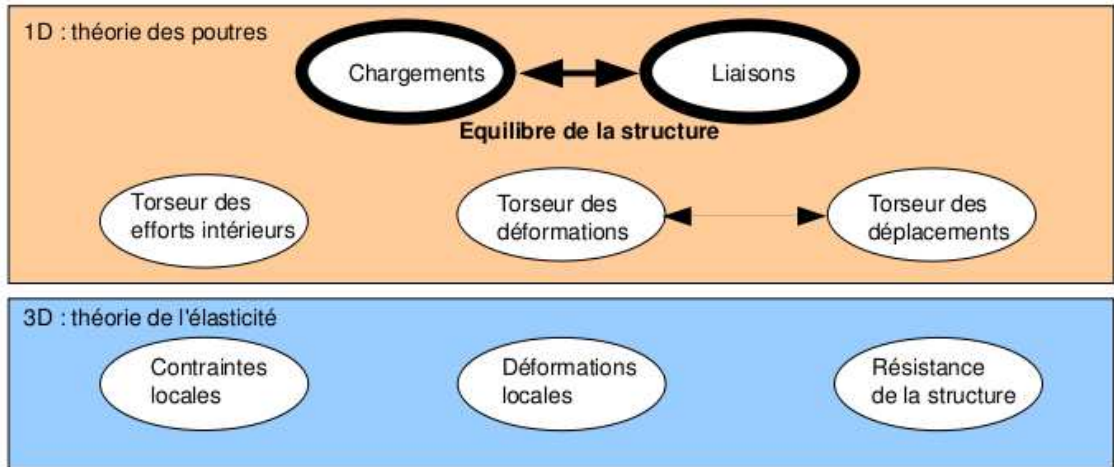 1D : théorie des poutres
Chargements
Liaisons
Equilibre de la structure
Torseur des
efforts intérieurs
Torseur des
déformations
Torseur des
déplacements
3D : théorie de l'élasticité
Contraintes
locales
Déformations
locales
Résistance
de la structure